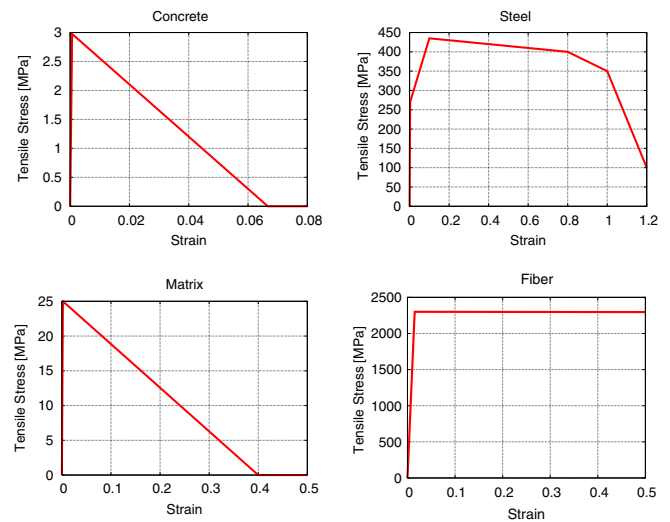 Concrete
Tensile Stress [MPa]
3
2.5
2
1.5
1
0.5
0
0 0.02 0.04 0.06 0.08
Strain
Steel
Tensile Stress [MPa]
450
400
350
300
250
200
150
100
50
0
0 0.2 0.4 0.6 0.8 1 1.2
Strain
Matrix
Tensile Stress [MPa]
25
20
15
10
5
0
0 0.1 0.2 0.3 0.4 0.5
Strain
Fiber
Tensile Stress [MPa]
2500
2000
1500
1000
500
0
0 0.1 0.2 0.3 0.4 0.5
Strain